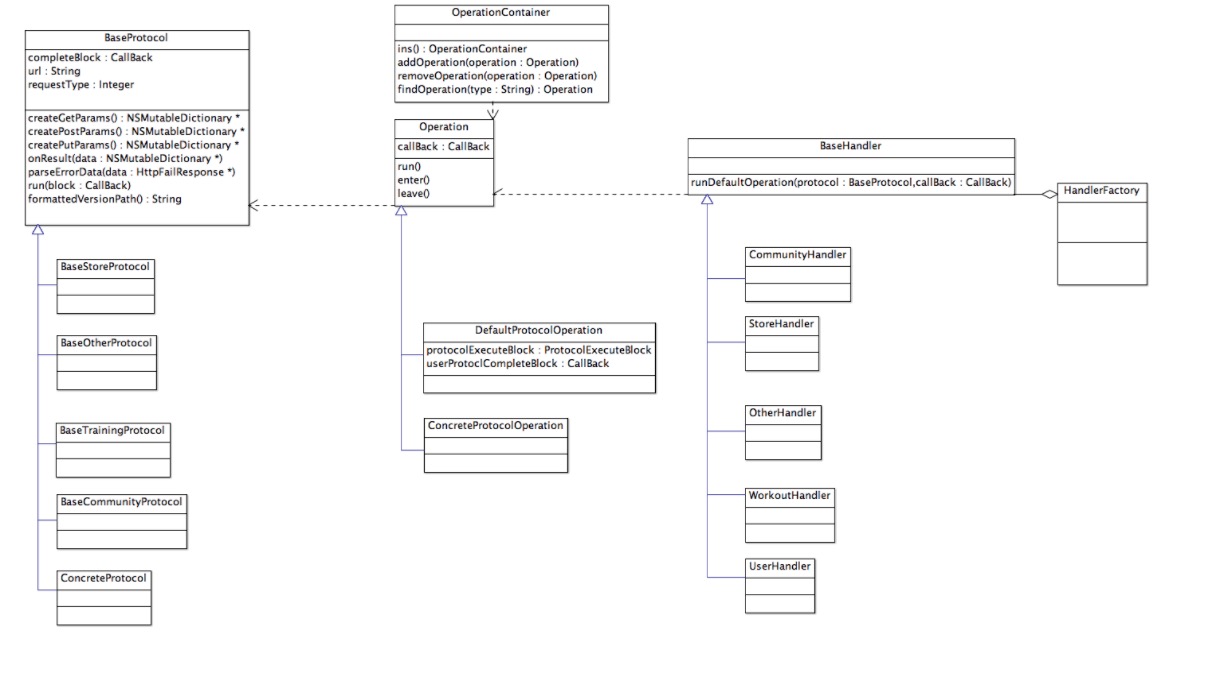 OperationContainer
ins() : OperationContainer
addOperation(operation : Operation)
removeOperation(operation : Operation)
findOperation(type : String) : Operation
BaseProtocol
completeBlock : CallBack
url : String
requestType : Integer
createGetParams() : NSMutableDictionary *
createPostParams() : NSMutableDictionary *
createPutParams() : NSMutableDictionary *
onResult(data : NSMutableDictionary *)
parseErrorData(data : HttpFailResponse *)
run(block : CallBack)
formattedVersionPath() : String
Operation
callBack : CallBack
run()
enter()
leave()
BaseHandler
runDefaultOperation(protocol : BaseProtocol,callBack : CallBack)
HandlerFactory
BaseStoreProtocol
BaseOtherProtocol
BaseTrainingProtocol
BaseCommunityProtocol
ConcreteProtocol
DefaultProtocolOperation
protocolExecuteBlock : ProtocolExecuteBlock
userProtoclCompleteBlock : CallBack
ConcreteProtocolOperation
CommunityHandler
StoreHandler
OtherHandler
WorkoutHandler
UserHandler